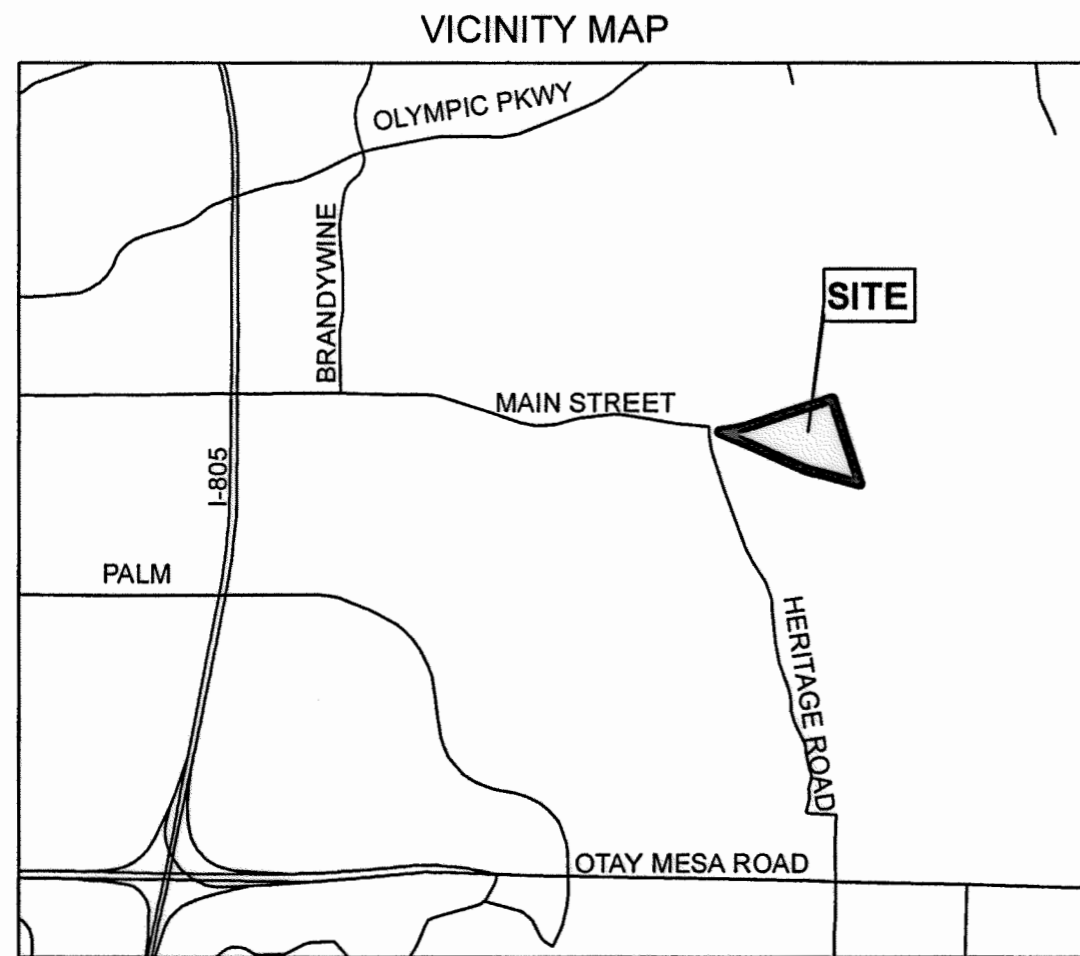 VICINITY MAP
OLYMPIC PKWY
BRANDYWINE
SITE
MAIN STREET
I-805
PALM
HERITAGE ROAD
OTAY MESA ROAD